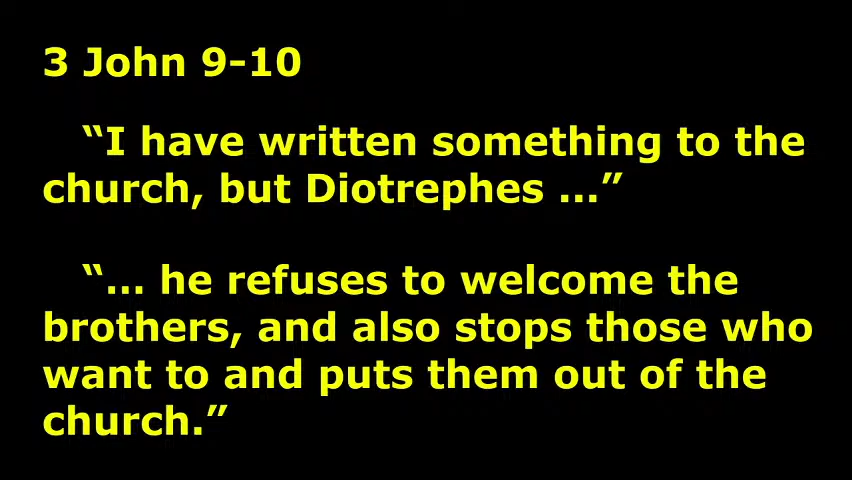 3 John 9-10
“I have written something to the
church, but Diotrephes …”
“… he refuses to welcome the
brothers, and also stops those who
want to and puts them out of the
church.”